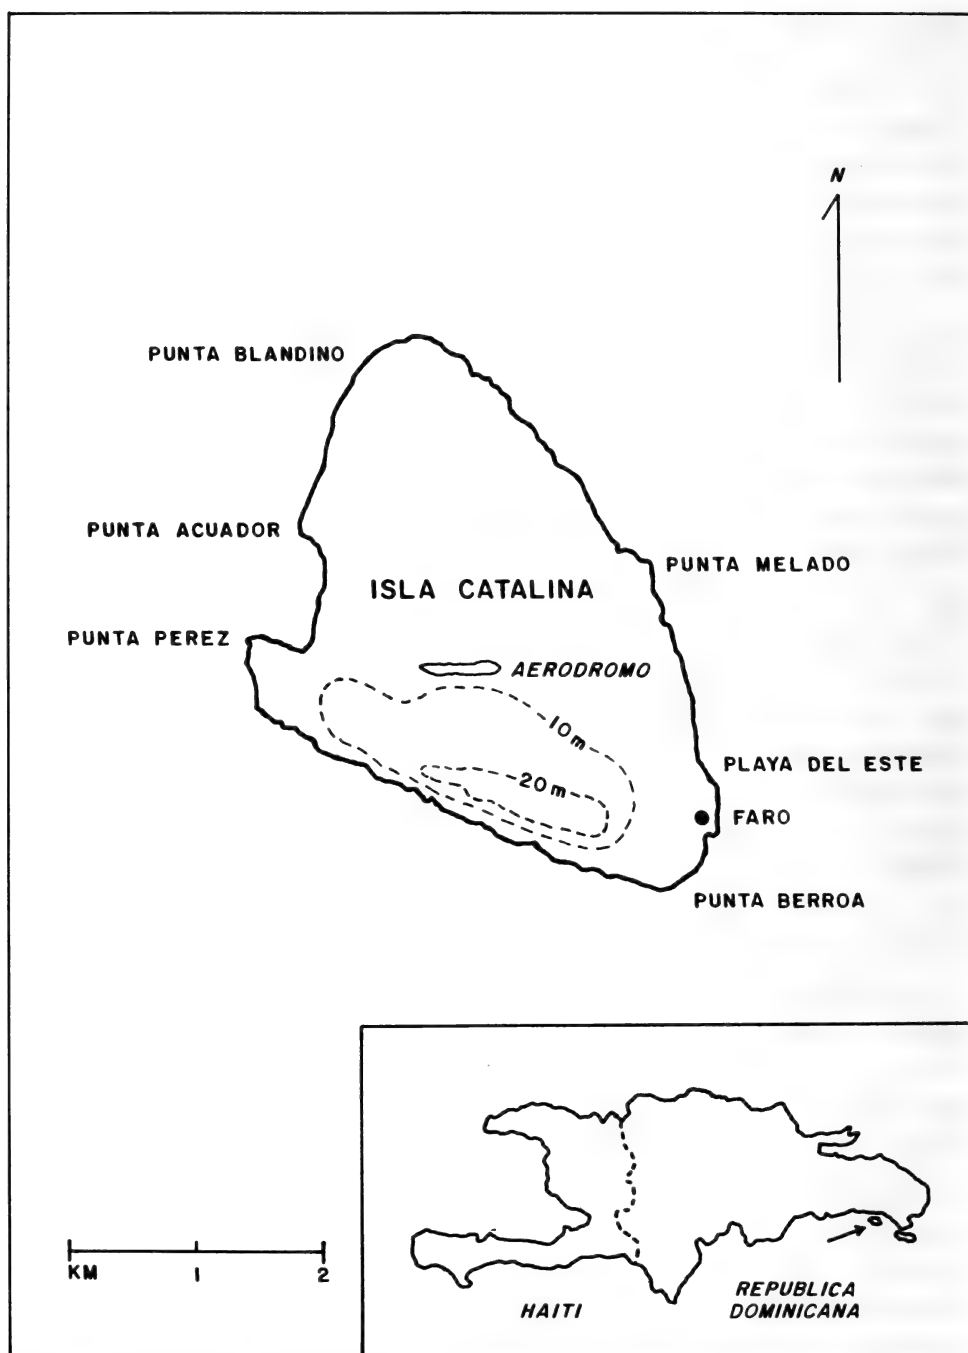 N
PUNTA BLANDINO
PUNTA ACUADOR
PUNTA MELADO
ISLA CATALINA
PUNTA PEREZ
AERODROMO
10m
PLAYA DEL ESTE
20m
FARO
PUNTA BERROA
KM 1 2
HAITI
REPUBLICA
DOMINICANA